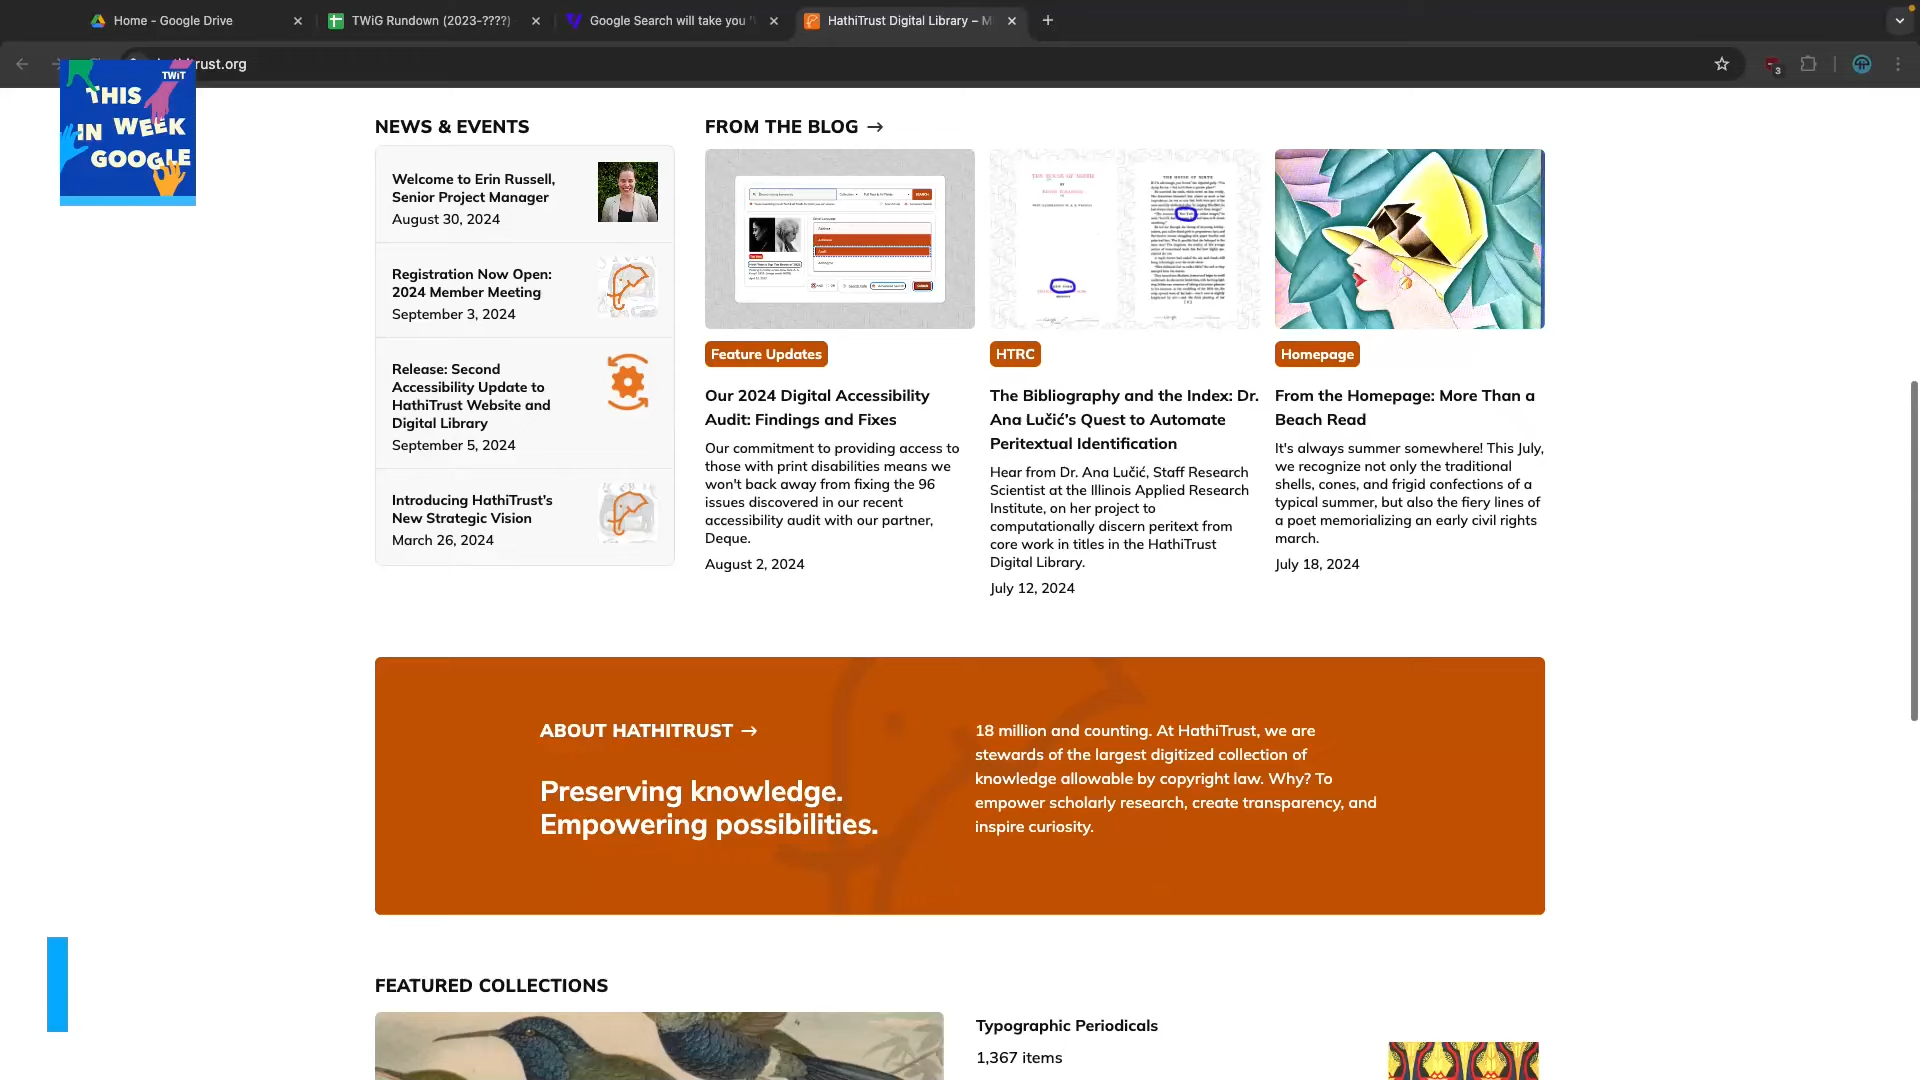 Home - Google Drive
TWiG Rundown (2023-????)
Google Search will take you
HathiTrust Digital Library – M
rust.org
3
TWiT
THIS
IN WEEK
GOOGLE
NEWS & EVENTS
Welcome to Erin Russell,
Senior Project Manager
August 30, 2024
Registration Now Open:
2024 Member Meeting
September 3, 2024
Release: Second
Accessibility Update to
HathiTrust Website and
Digital Library
September 5, 2024
Introducing HathiTrust's
New Strategic Vision
March 26, 2024
FROM THE BLOG →
Feature Updates
Our 2024 Digital Accessibility
Audit: Findings and Fixes
Our commitment to providing access to
those with print disabilities means we
won't back away from fixing the 96
issues discovered in our recent
accessibility audit with our partner,
Deque.
August 2, 2024
THE HOUSE OF MIRTH
HTRC
The Bibliography and the Index: Dr.
Ana Lučić's Quest to Automate
Peritextual Identification
Hear from Dr. Ana Lučić, Staff Research
Scientist at the Illinois Applied Research
Institute, on her project to
computationally discern peritext from
core work in titles in the HathiTrust
Digital Library.
July 12, 2024
Homepage
From the Homepage: More Than a
Beach Read
It's always summer somewhere! This July,
we recognize not only the traditional
shells, cones, and frigid confections of a
typical summer, but also the fiery lines of
a poet memorializing an early civil rights
march.
July 18, 2024
ABOUT HATHITRUST →
Preserving knowledge.
Empowering possibilities.
18 million and counting. At HathiTrust, we are
stewards of the largest digitized collection of
knowledge allowable by copyright law. Why? To
empower scholarly research, create transparency, and
inspire curiosity.
FEATURED COLLECTIONS
Typographic Periodicals
1,367 items